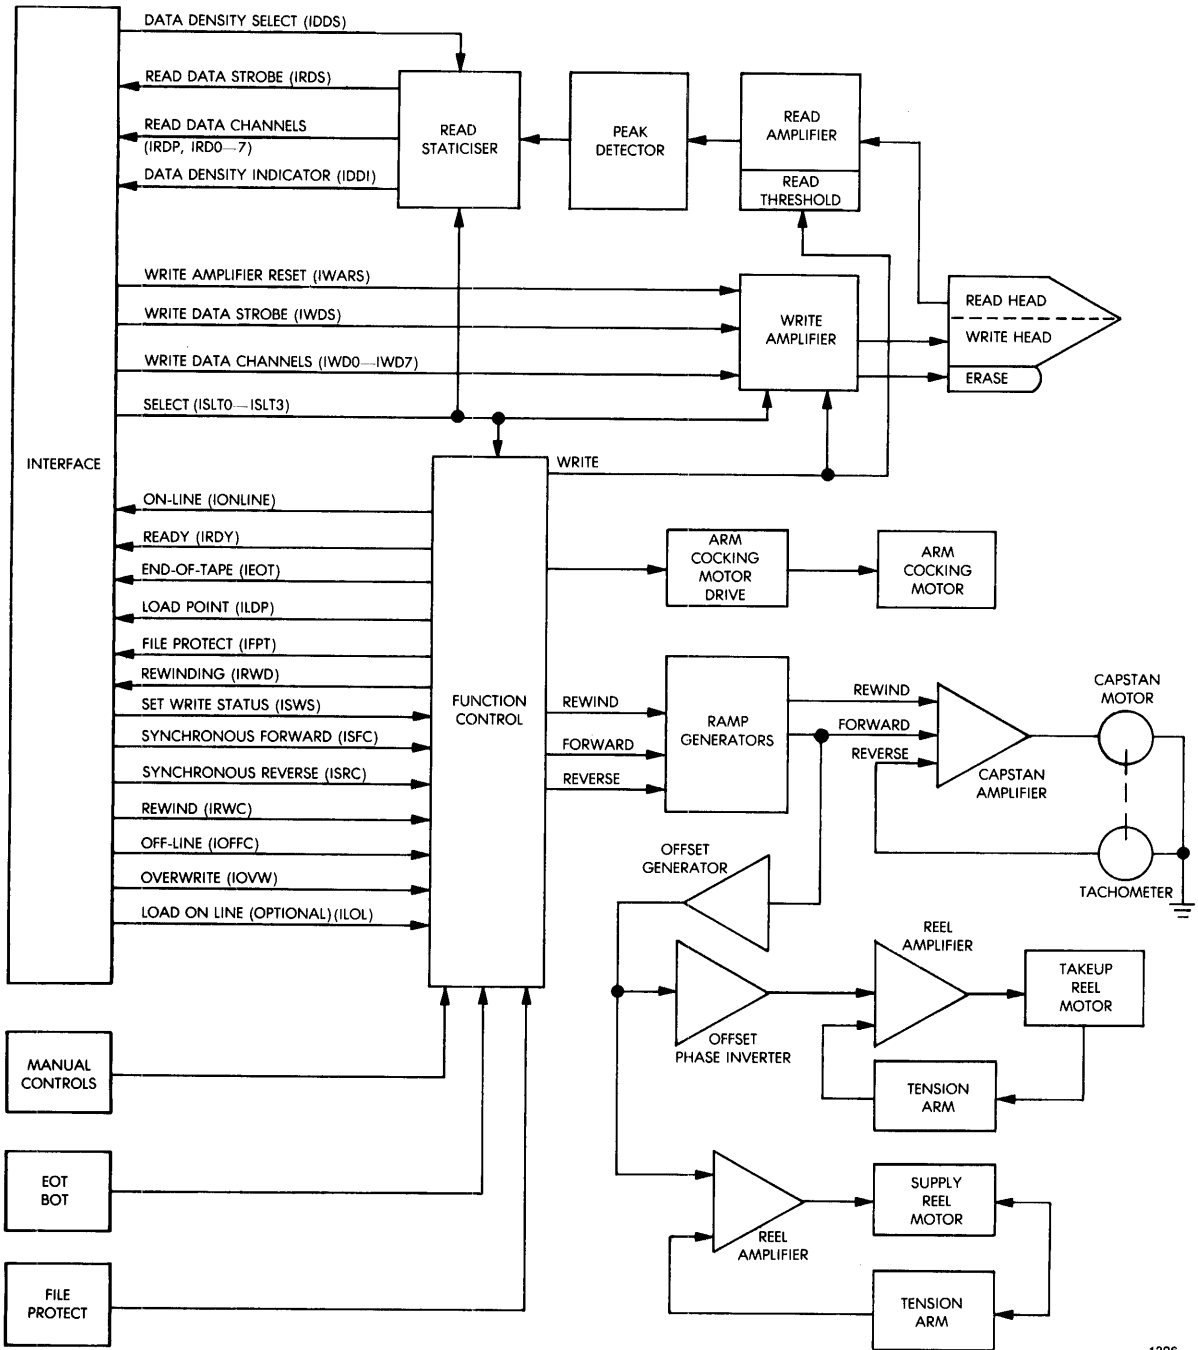 DATA DENSITY SELECT (IDDS)
READ DATA STROBE (IRDS)
READ DATA CHANNELS
(IRDP, IRD0—7)
DATA DENSITY INDICATOR (IDDI)
READ
STATICISER
PEAK
DETECTOR
READ
AMPLIFIER
READ
THRESHOLD
WRITE AMPLIFIER RESET (IWARS)
WRITE DATA STROBE (IWDS)
WRITE DATA CHANNELS (IWD0—IWD7)
SELECT (ISLT0—ISLT3)
WRITE
AMPLIFIER
READ HEAD
WRITE HEAD
ERASE
INTERFACE
WRITE
ON-LINE (IONLINE)
READY (IRDY)
END-OF-TAPE (IEOT)
LOAD POINT (ILDP)
FILE PROTECT (IFPT)
REWINDING (IRWD)
SET WRITE STATUS (ISWS)
SYNCHRONOUS FORWARD (ISFC)
SYNCHRONOUS REVERSE (ISRC)
REWIND (IRWC)
OFF-LINE (IOFFC)
OVERWRITE (IOVW)
LOAD ON LINE (OPTIONAL)(ILOL)
FUNCTION
CONTROL
ARM
COCKING
MOTOR
DRIVE
ARM
COCKING
MOTOR
REWIND
FORWARD
REVERSE
RAMP
GENERATORS
REWIND
FORWARD
REVERSE
CAPSTAN
AMPLIFIER
CAPSTAN
MOTOR
TACHOMETER
OFFSET
GENERATOR
OFFSET
PHASE INVERTER
REEL
AMPLIFIER
TAKEUP
REEL
MOTOR
TENSION
ARM
MANUAL
CONTROLS
EOT
BOT
FILE
PROTECT
REEL
AMPLIFIER
SUPPLY
REEL
MOTOR
TENSION
ARM